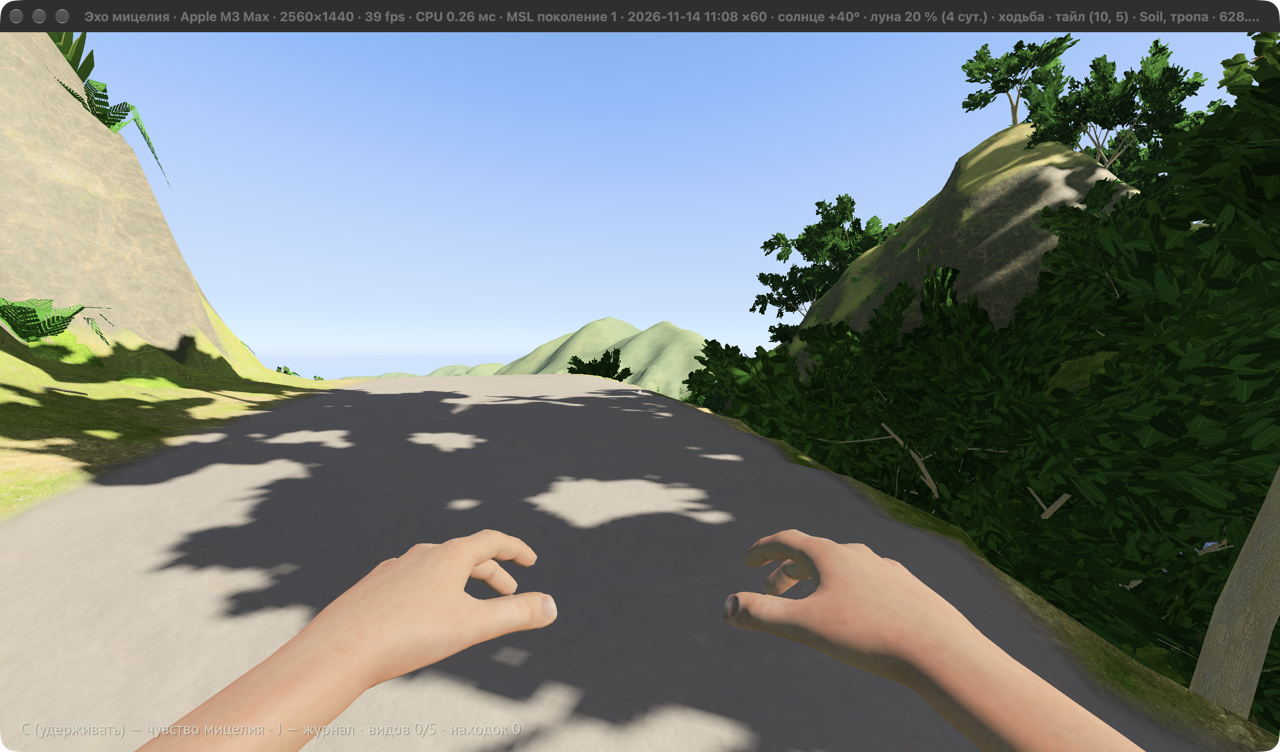 Эхо мицелия · Apple M3 Max · 2560×1440 · 39 fps · CPU 0.26 мс · MSL поколение 1 · 2026-11-14 11:08 ×60 · солнце +40° · луна 20 % (4 сут.) · ходьба · тайл (10, 5) · Soil, тропа · 628....
C (удерживать) — чувство мицелия · J — журнал · видов 0/5 · находок 0